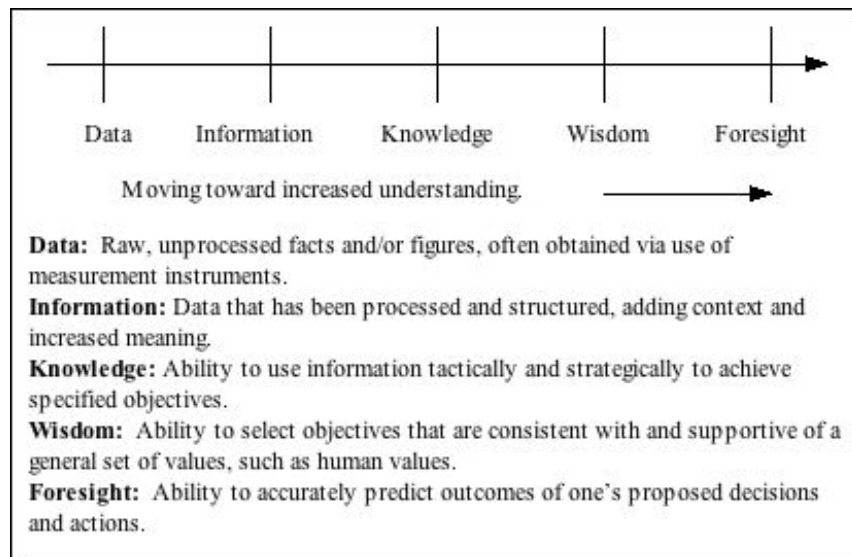 Data Information Knowledge Wisdom Foresight
Moving toward increased understanding.
Data: Raw, unprocessed facts and/or figures, often obtained via use of
measurement instruments.
Information: Data that has been processed and structured, adding context and
increased meaning.
Knowledge: Ability to use information tactically and strategically to achieve
specified objectives.
Wisdom: Ability to select objectives that are consistent with and supportive of a
general set of values, such as human values.
Foresight: Ability to accurately predict outcomes of one’s proposed decisions
and actions.